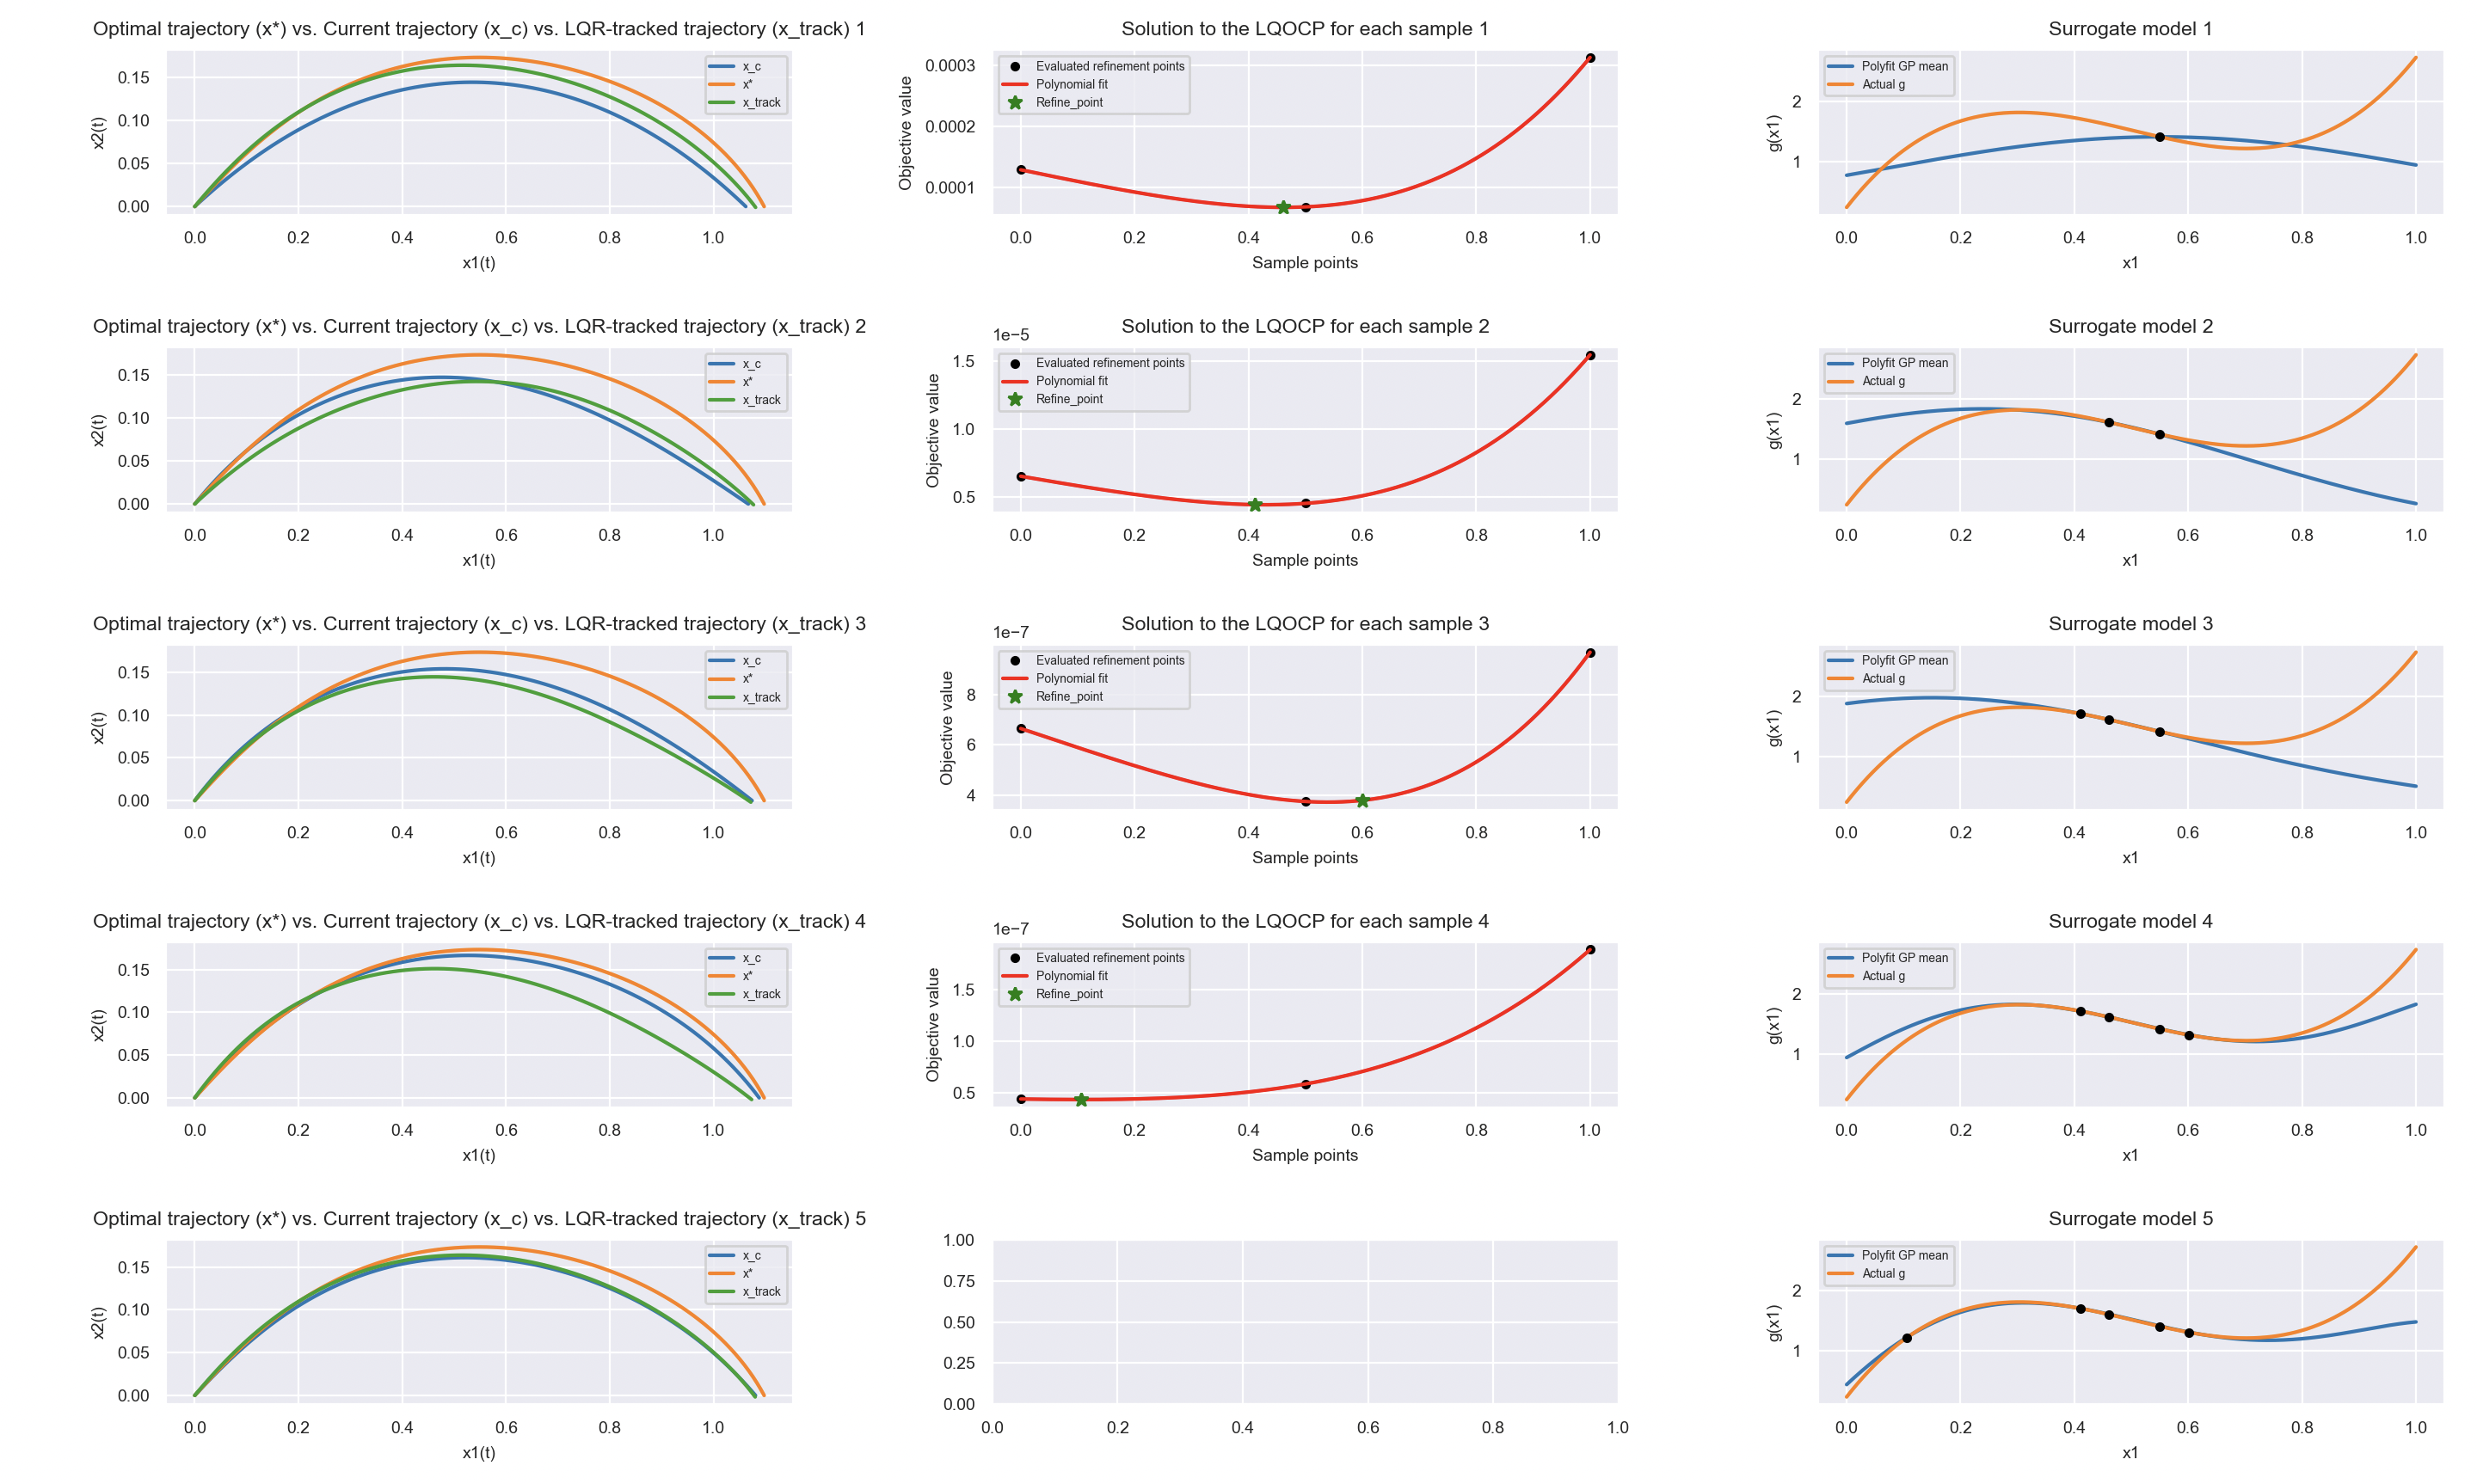 Optimal trajectory (x*) vs. Current trajectory (x_c) vs. LQR-tracked trajectory (x_track) 1
x2(t)
0.15
0.10
0.05
0.00
x_c
x*
x_track
0.0 0.2 0.4 0.6 0.8 1.0
x1(t)
Solution to the LQOCP for each sample 1
Objective value
0.0003
0.0002
0.0001
Evaluated refinement points
Polynomial fit
Refine_point
0.0 0.2 0.4 0.6 0.8 1.0
Sample points
Surrogate model 1
g(x1)
2
1
Polyfit GP mean
Actual g
0.0 0.2 0.4 0.6 0.8 1.0
x1
Optimal trajectory (x*) vs. Current trajectory (x_c) vs. LQR-tracked trajectory (x_track) 2
x2(t)
0.15
0.10
0.05
0.00
x_c
x*
x_track
0.0 0.2 0.4 0.6 0.8 1.0
x1(t)
Solution to the LQOCP for each sample 2
1e−5
Objective value
1.5
1.0
0.5
Evaluated refinement points
Polynomial fit
Refine_point
0.0 0.2 0.4 0.6 0.8 1.0
Sample points
Surrogate model 2
g(x1)
2
1
Polyfit GP mean
Actual g
0.0 0.2 0.4 0.6 0.8 1.0
x1
Optimal trajectory (x*) vs. Current trajectory (x_c) vs. LQR-tracked trajectory (x_track) 3
x2(t)
0.15
0.10
0.05
0.00
x_c
x*
x_track
0.0 0.2 0.4 0.6 0.8 1.0
x1(t)
Solution to the LQOCP for each sample 3
1e−7
Objective value
8
6
4
Evaluated refinement points
Polynomial fit
Refine_point
0.0 0.2 0.4 0.6 0.8 1.0
Sample points
Surrogate model 3
g(x1)
2
1
Polyfit GP mean
Actual g
0.0 0.2 0.4 0.6 0.8 1.0
x1
Optimal trajectory (x*) vs. Current trajectory (x_c) vs. LQR-tracked trajectory (x_track) 4
x2(t)
0.15
0.10
0.05
0.00
x_c
x*
x_track
0.0 0.2 0.4 0.6 0.8 1.0
x1(t)
Solution to the LQOCP for each sample 4
1e−7
Objective value
1.5
1.0
0.5
Evaluated refinement points
Polynomial fit
Refine_point
0.0 0.2 0.4 0.6 0.8 1.0
Sample points
Surrogate model 4
g(x1)
2
1
Polyfit GP mean
Actual g
0.0 0.2 0.4 0.6 0.8 1.0
x1
Optimal trajectory (x*) vs. Current trajectory (x_c) vs. LQR-tracked trajectory (x_track) 5
x2(t)
0.15
0.10
0.05
0.00
x_c
x*
x_track
0.0 0.2 0.4 0.6 0.8 1.0
x1(t)
1.00
0.75
0.50
0.25
0.00
0.0 0.2 0.4 0.6 0.8 1.0
Surrogate model 5
g(x1)
2
1
Polyfit GP mean
Actual g
0.0 0.2 0.4 0.6 0.8 1.0
x1